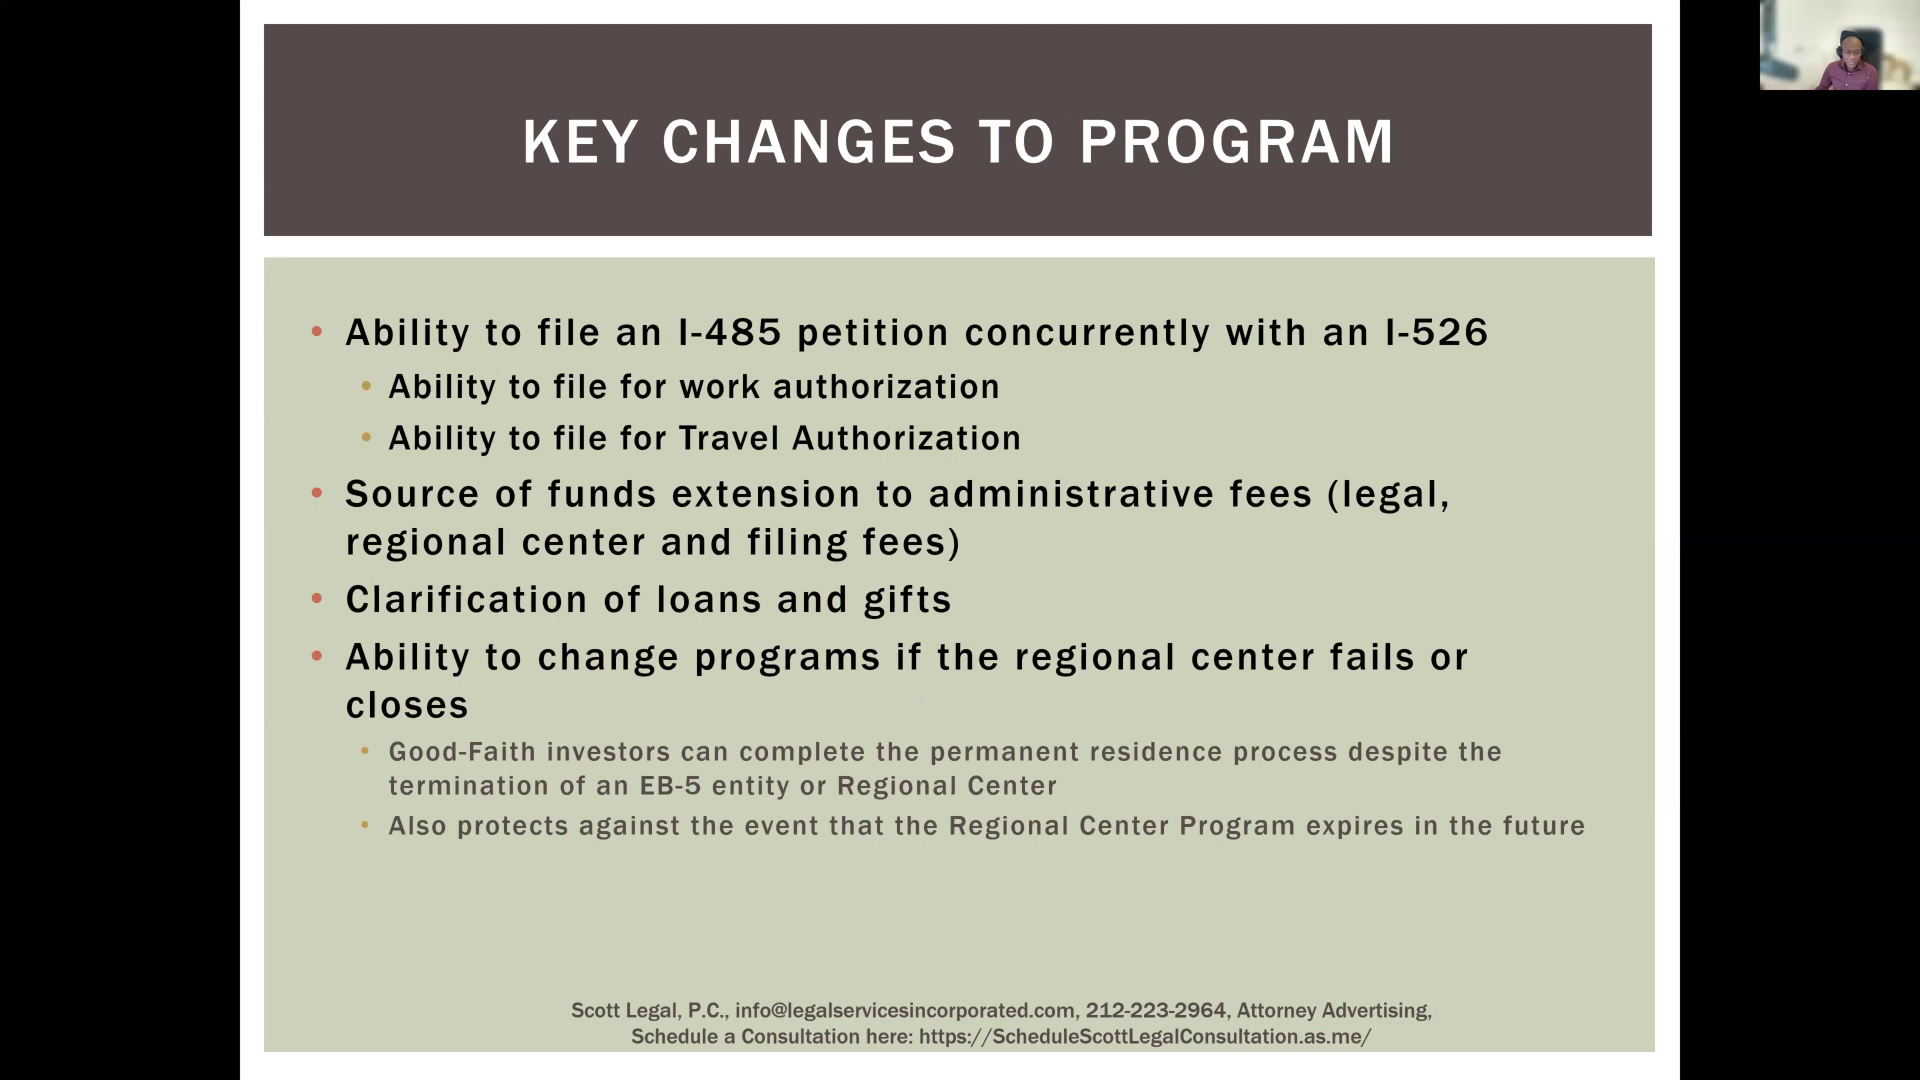 KEY CHANGES TO PROGRAM
• Ability to file an I-485 petition concurrently with an I-526
• Ability to file for work authorization
• Ability to file for Travel Authorization
• Source of funds extension to administrative fees (legal,
regional center and filing fees)
• Clarification of loans and gifts
• Ability to change programs if the regional center fails or
closes
• Good-Faith investors can complete the permanent residence process despite the
termination of an EB-5 entity or Regional Center
• Also protects against the event that the Regional Center Program expires in the future
Scott Legal, P.C., info@legalservicesincorporated.com, 212-223-2964, Attorney Advertising,
Schedule a Consultation here: https://ScheduleScottLegalConsultation.as.me/